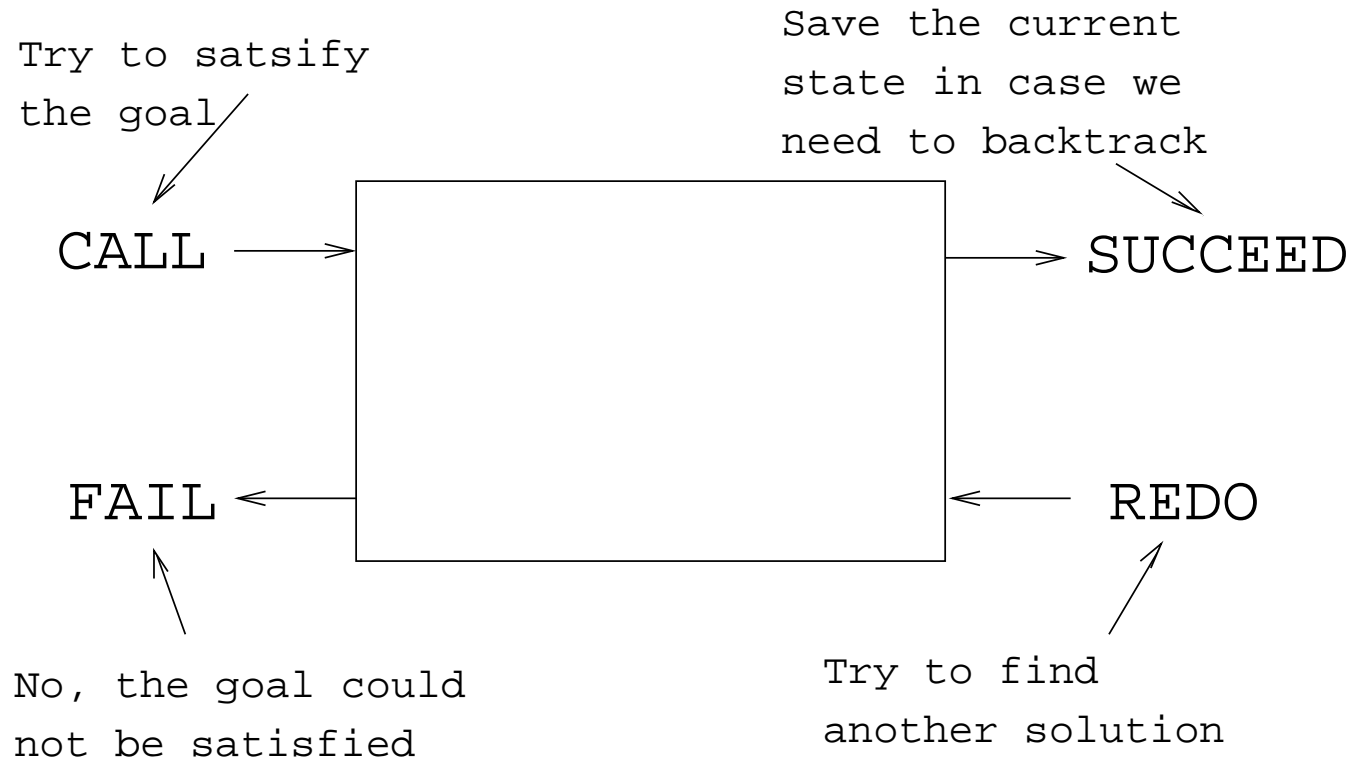 Try to satsify
the goal
Save the current
state in case we
need to backtrack
CALL
SUCCEED
FAIL
REDO
No, the goal could
not be satisfied
Try to find
another solution